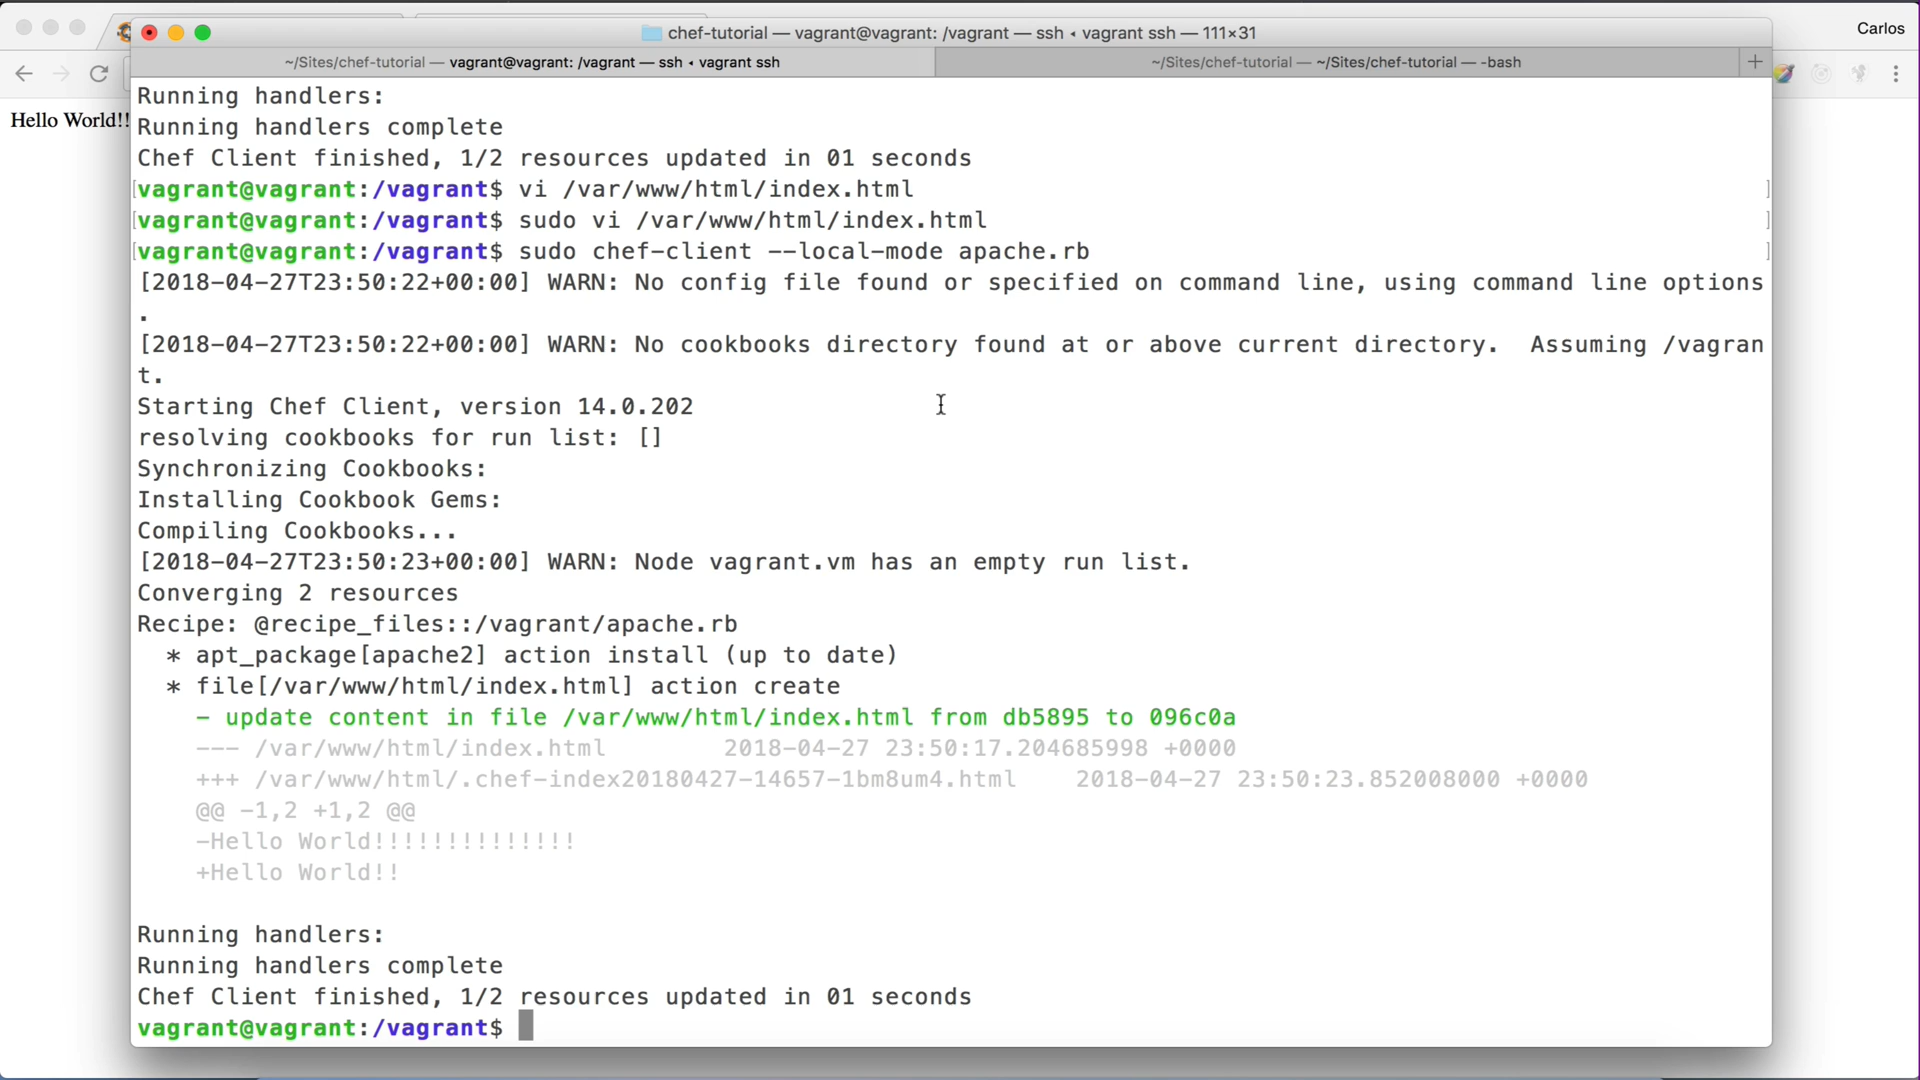 Carlos
chef-tutorial — vagrant@vagrant: /vagrant — ssh ◂ vagrant ssh — 111×31
~/Sites/chef-tutorial — vagrant@vagrant: /vagrant — ssh ◂ vagrant ssh
~/Sites/chef-tutorial — ~/Sites/chef-tutorial — -bash
Hello World!!
Running handlers:
Running handlers complete
Chef Client finished, 1/2 resources updated in 01 seconds
[vagrant@vagrant:/vagrant$ vi /var/www/html/index.html ]
[vagrant@vagrant:/vagrant$ sudo vi /var/www/html/index.html ]
[vagrant@vagrant:/vagrant$ sudo chef-client --local-mode apache.rb ]
[2018-04-27T23:50:22+00:00] WARN: No config file found or specified on command line, using command line options
.
[2018-04-27T23:50:22+00:00] WARN: No cookbooks directory found at or above current directory.  Assuming /vagran
t.
Starting Chef Client, version 14.0.202
resolving cookbooks for run list: []
Synchronizing Cookbooks:
Installing Cookbook Gems:
Compiling Cookbooks...
[2018-04-27T23:50:23+00:00] WARN: Node vagrant.vm has an empty run list.
Converging 2 resources
Recipe: @recipe_files::/vagrant/apache.rb
  * apt_package[apache2] action install (up to date)
  * file[/var/www/html/index.html] action create
    - update content in file /var/www/html/index.html from db5895 to 096c0a
    --- /var/www/html/index.html        2018-04-27 23:50:17.204685998 +0000
    +++ /var/www/html/.chef-index20180427-14657-1bm8um4.html    2018-04-27 23:50:23.852008000 +0000
    @@ -1,2 +1,2 @@
    -Hello World!!!!!!!!!!!!!!
    +Hello World!!
Running handlers:
Running handlers complete
Chef Client finished, 1/2 resources updated in 01 seconds
vagrant@vagrant:/vagrant$